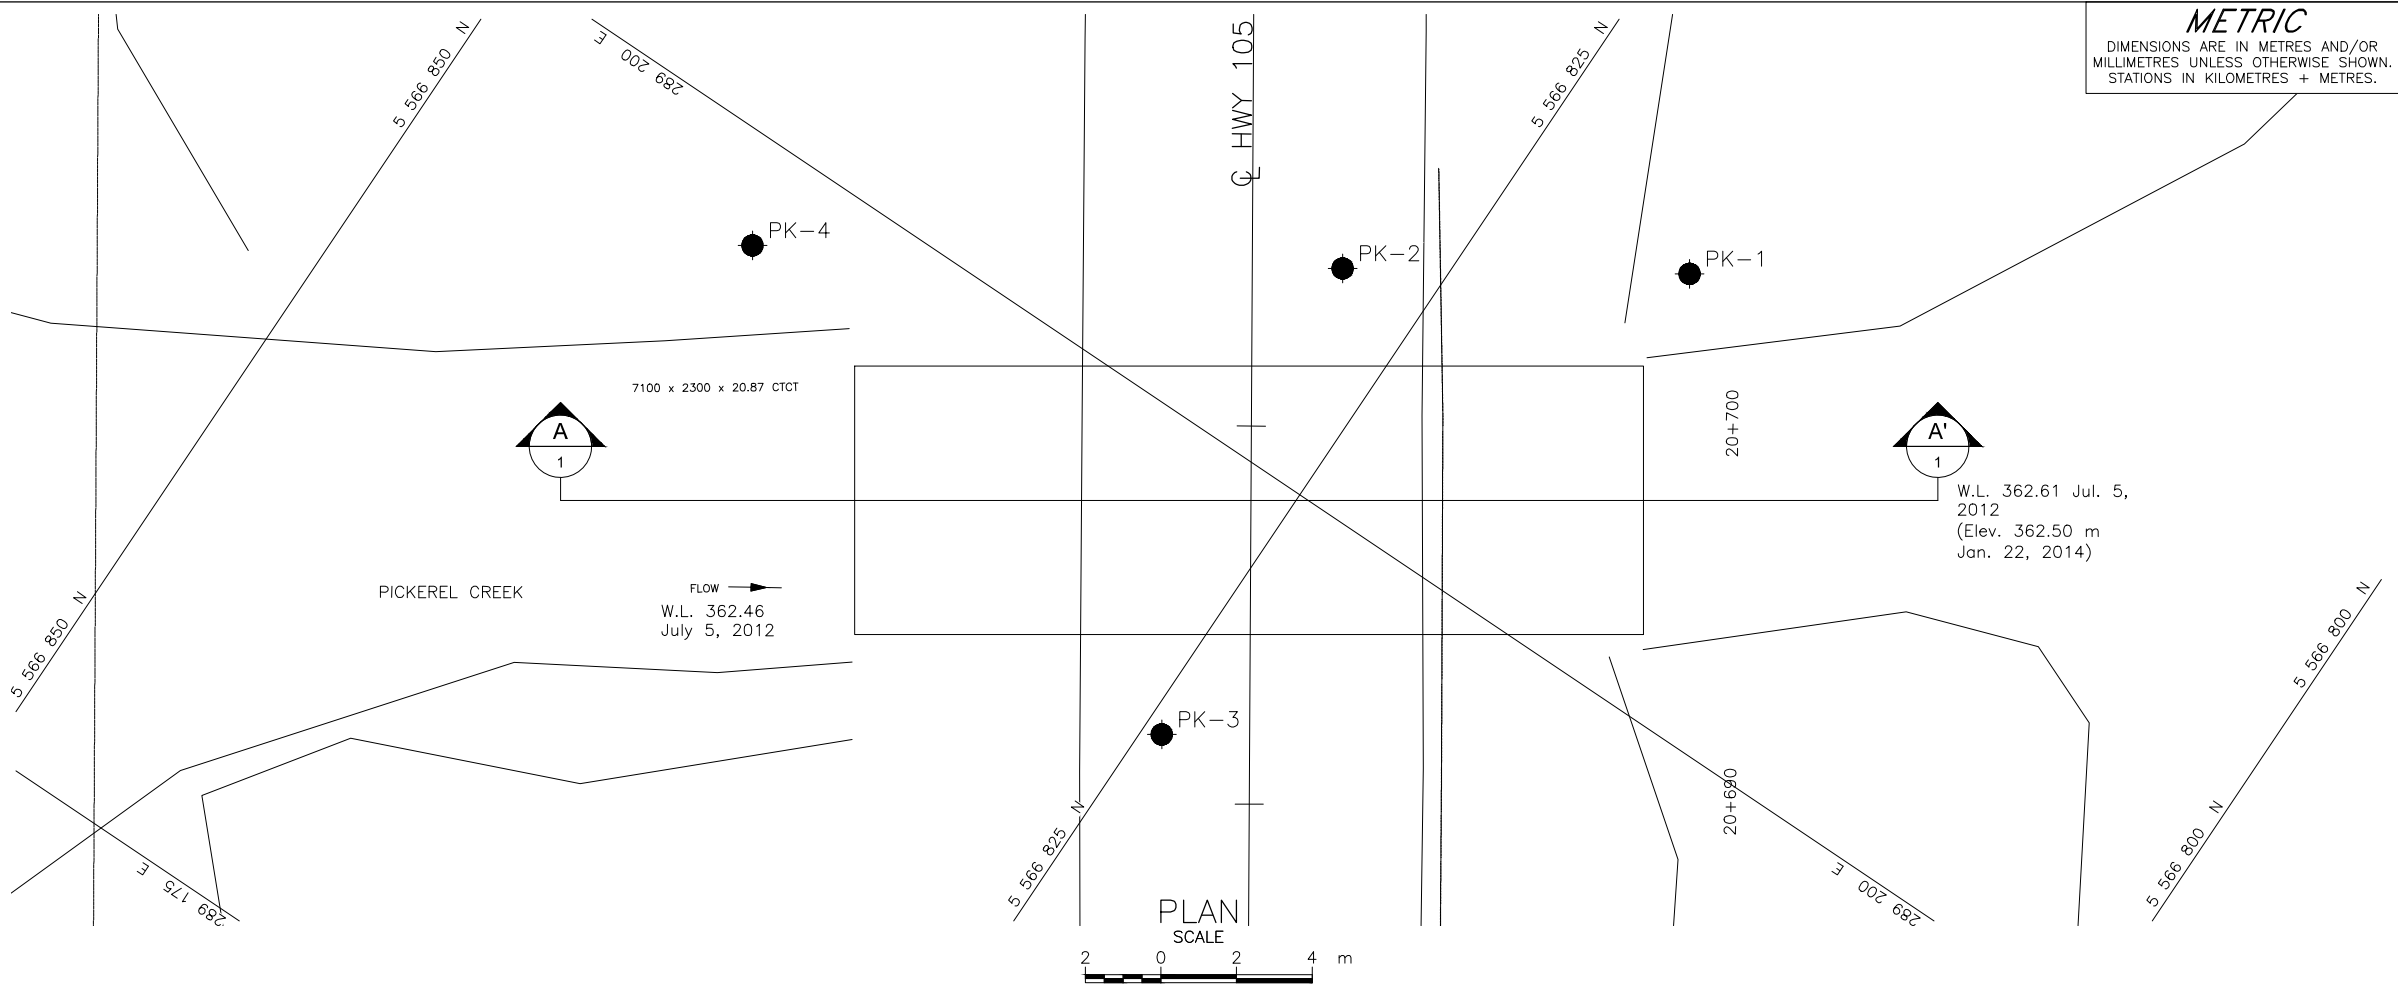 METRIC
DIMENSIONS ARE IN METRES AND/OR
MILLIMETRES UNLESS OTHERWISE SHOWN.
STATIONS IN KILOMETRES + METRES.
5 566 850 N
289 200 E
℄ HWY 105
5 566 825 N
PK-4
PK-2
PK-1
7100 x 2300 x 20.87 CTCT
20+700
A
1
A'
1
W.L. 362.61 Jul. 5,
2012
(Elev. 362.50 m
Jan. 22, 2014)
PICKEREL CREEK
FLOW
W.L. 362.46
July 5, 2012
5 566 850 N
5 566 800 N
PK-3
20+690
5 566 825 N
5 566 800 N
289 175 E
289 200 E
PLAN
SCALE
2 0 2 4 m